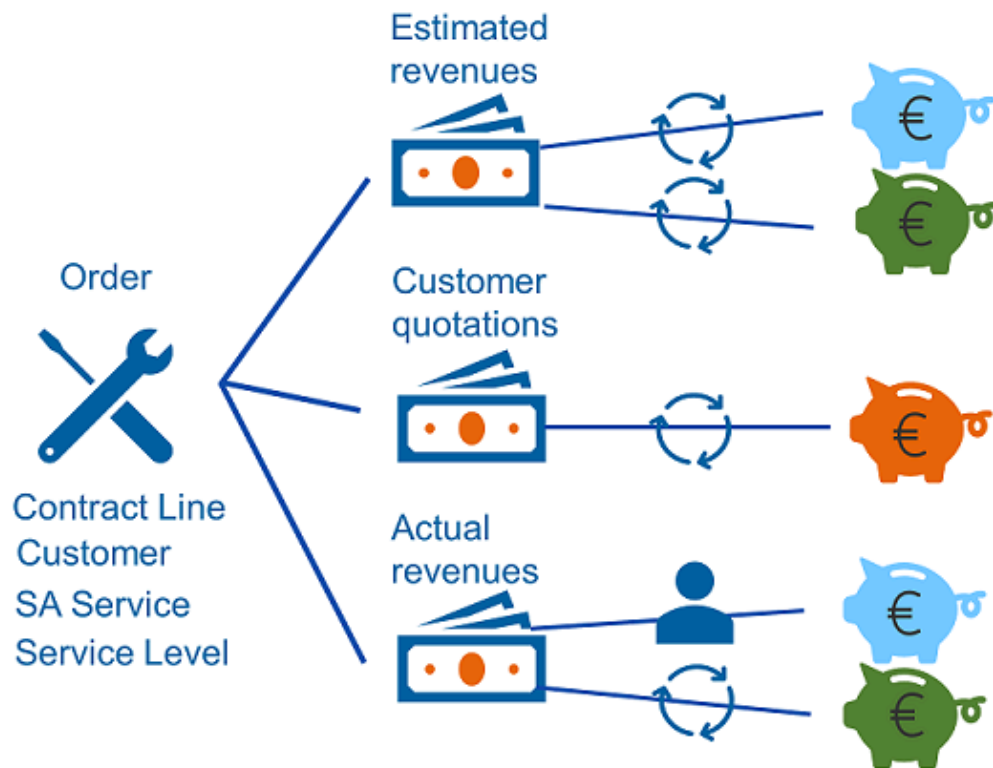 Estimated
revenues
€
€
Order
Customer
quotations
€
Contract Line
Customer
SA Service
Service Level
Actual
revenues
€
€